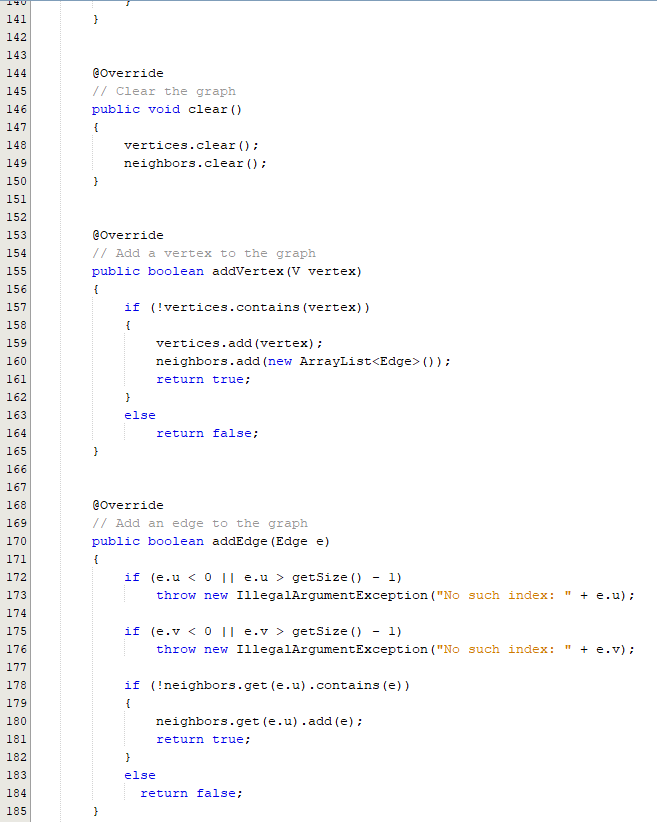 140 }
141 }
142
143
144 @Override
145 // Clear the graph
146 public void clear()
147 {
148 vertices.clear();
149 neighbors.clear();
150 }
151
152
153 @Override
154 // Add a vertex to the graph
155 public boolean addVertex(V vertex)
156 {
157 if (!vertices.contains(vertex))
158 {
159 vertices.add(vertex);
160 neighbors.add(new ArrayList<Edge>());
161 return true;
162 }
163 else
164 return false;
165 }
166
167
168 @Override
169 // Add an edge to the graph
170 public boolean addEdge(Edge e)
171 {
172 if (e.u < 0 || e.u > getSize() - 1)
173 throw new IllegalArgumentException("No such index: " + e.u);
174
175 if (e.v < 0 || e.v > getSize() - 1)
176 throw new IllegalArgumentException("No such index: " + e.v);
177
178 if (!neighbors.get(e.u).contains(e))
179 {
180 neighbors.get(e.u).add(e);
181 return true;
182 }
183 else
184 return false;
185 }